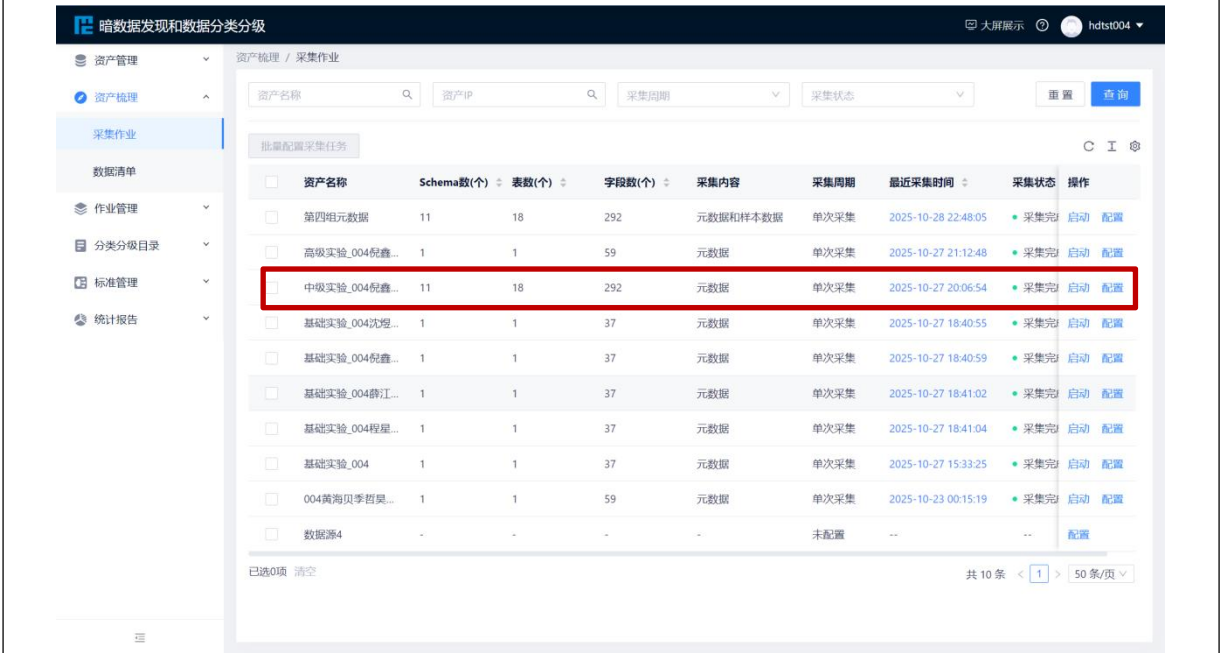 暗数据发现和数据分类分级 大屏展示 hdtst004
资产管理
资产梳理
采集作业
数据清单
作业管理
分类分级目录
标准管理
统计报告
资产梳理 / 采集作业
资产名称 资产IP 采集周期 采集状态 重置 查询
批量配置采集任务
资产名称 Schema数(个) 表数(个) 字段数(个) 采集内容 采集周期 最近采集时间 采集状态 操作
第四组元数据 11 18 292 元数据和样本数据 单次采集 2025-10-28 22:48:05 采集完 启动 配置
高级实验_004倪鑫... 1 1 59 元数据 单次采集 2025-10-27 21:12:48 采集完 启动 配置
中级实验_004倪鑫... 11 18 292 元数据 单次采集 2025-10-27 20:06:54 采集完 启动 配置
基础实验_004沈煜... 1 1 37 元数据 单次采集 2025-10-27 18:40:55 采集完 启动 配置
基础实验_004倪鑫... 1 1 37 元数据 单次采集 2025-10-27 18:40:59 采集完 启动 配置
基础实验_004薛江... 1 1 37 元数据 单次采集 2025-10-27 18:41:02 采集完 启动 配置
基础实验_004程星... 1 1 37 元数据 单次采集 2025-10-27 18:41:04 采集完 启动 配置
基础实验_004 1 1 37 元数据 单次采集 2025-10-27 15:33:25 采集完 启动 配置
004黄海贝季哲昊... 1 1 59 元数据 单次采集 2025-10-23 00:15:19 采集完 启动 配置
数据源4 - - - - 未配置 -- -- 配置
已选0项 清空 共 10 条 < 1 > 50 条/页